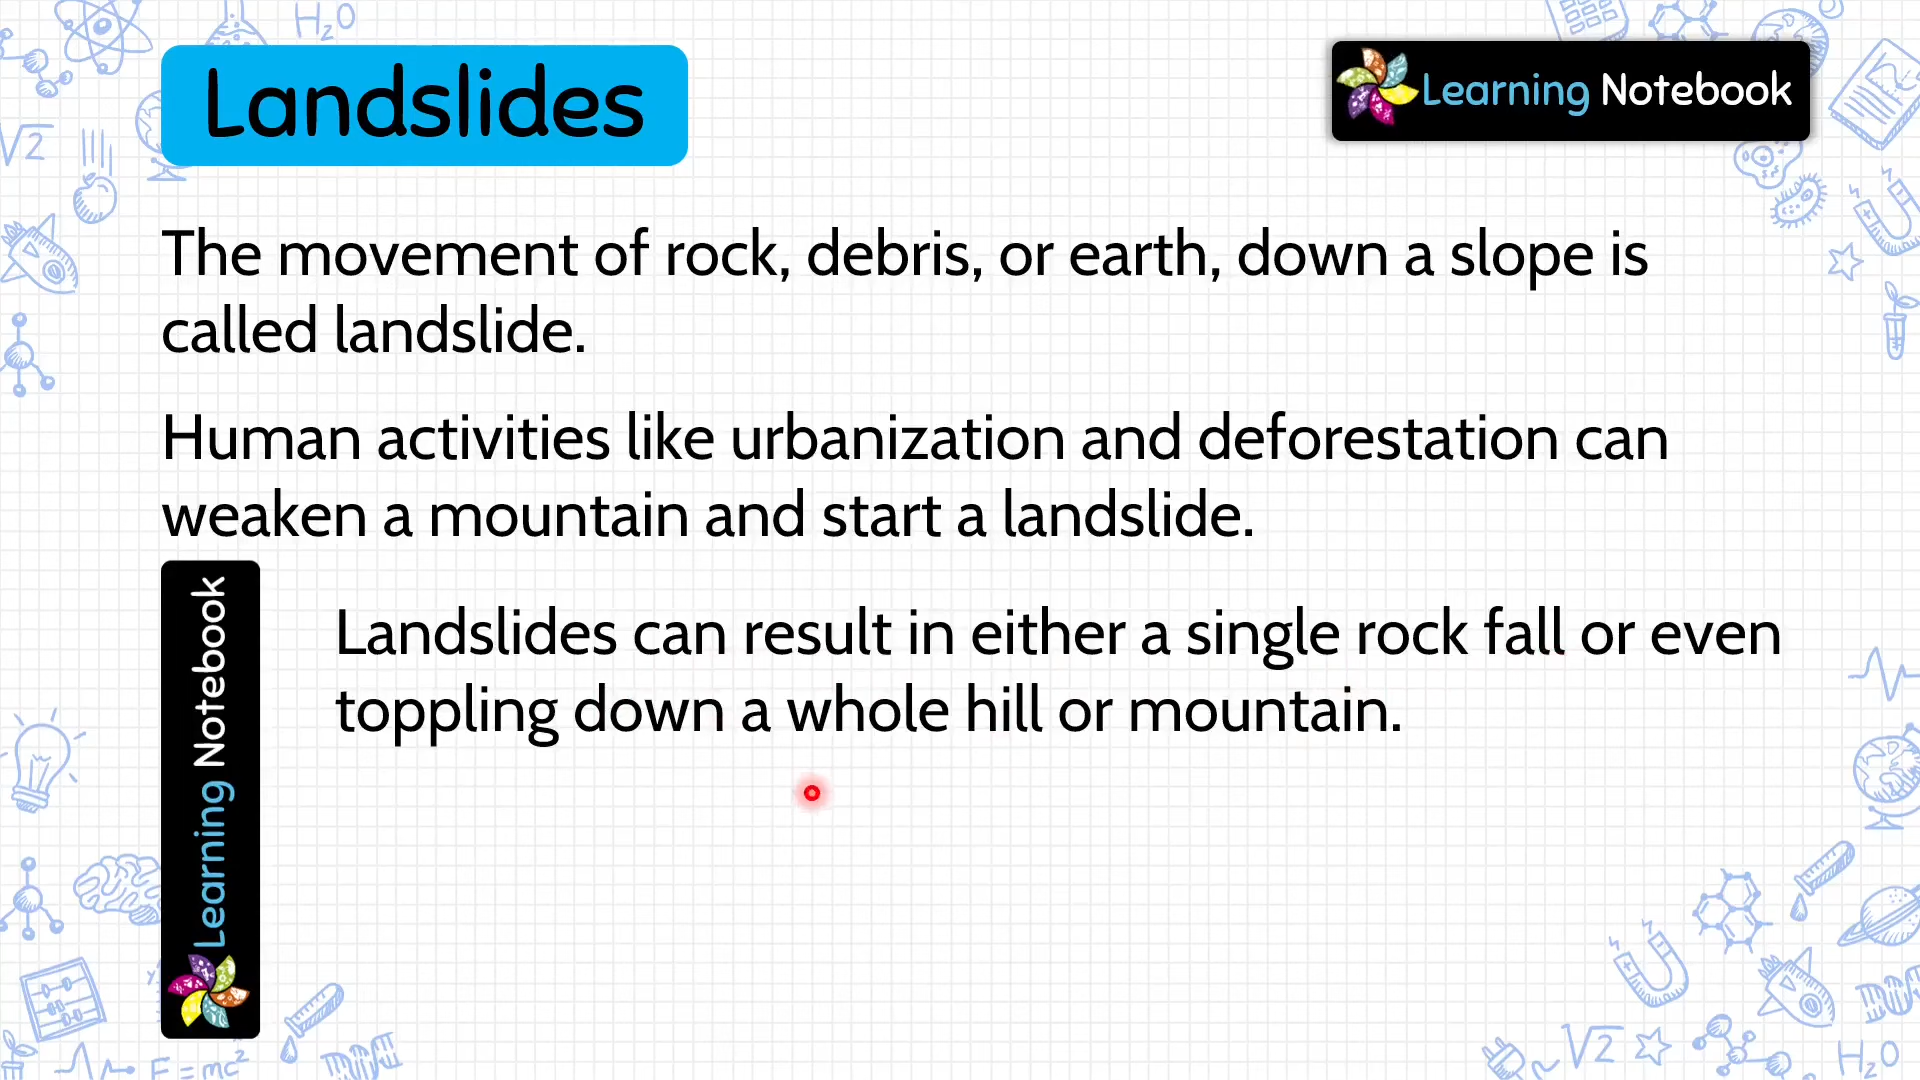 Landslides
Learning Notebook
The movement of rock, debris, or earth, down a slope is
called landslide.
Human activities like urbanization and deforestation can
weaken a mountain and start a landslide.
Learning Notebook
Landslides can result in either a single rock fall or even
toppling down a whole hill or mountain.
H₂O
√2
F=mc²
√2
H₂O